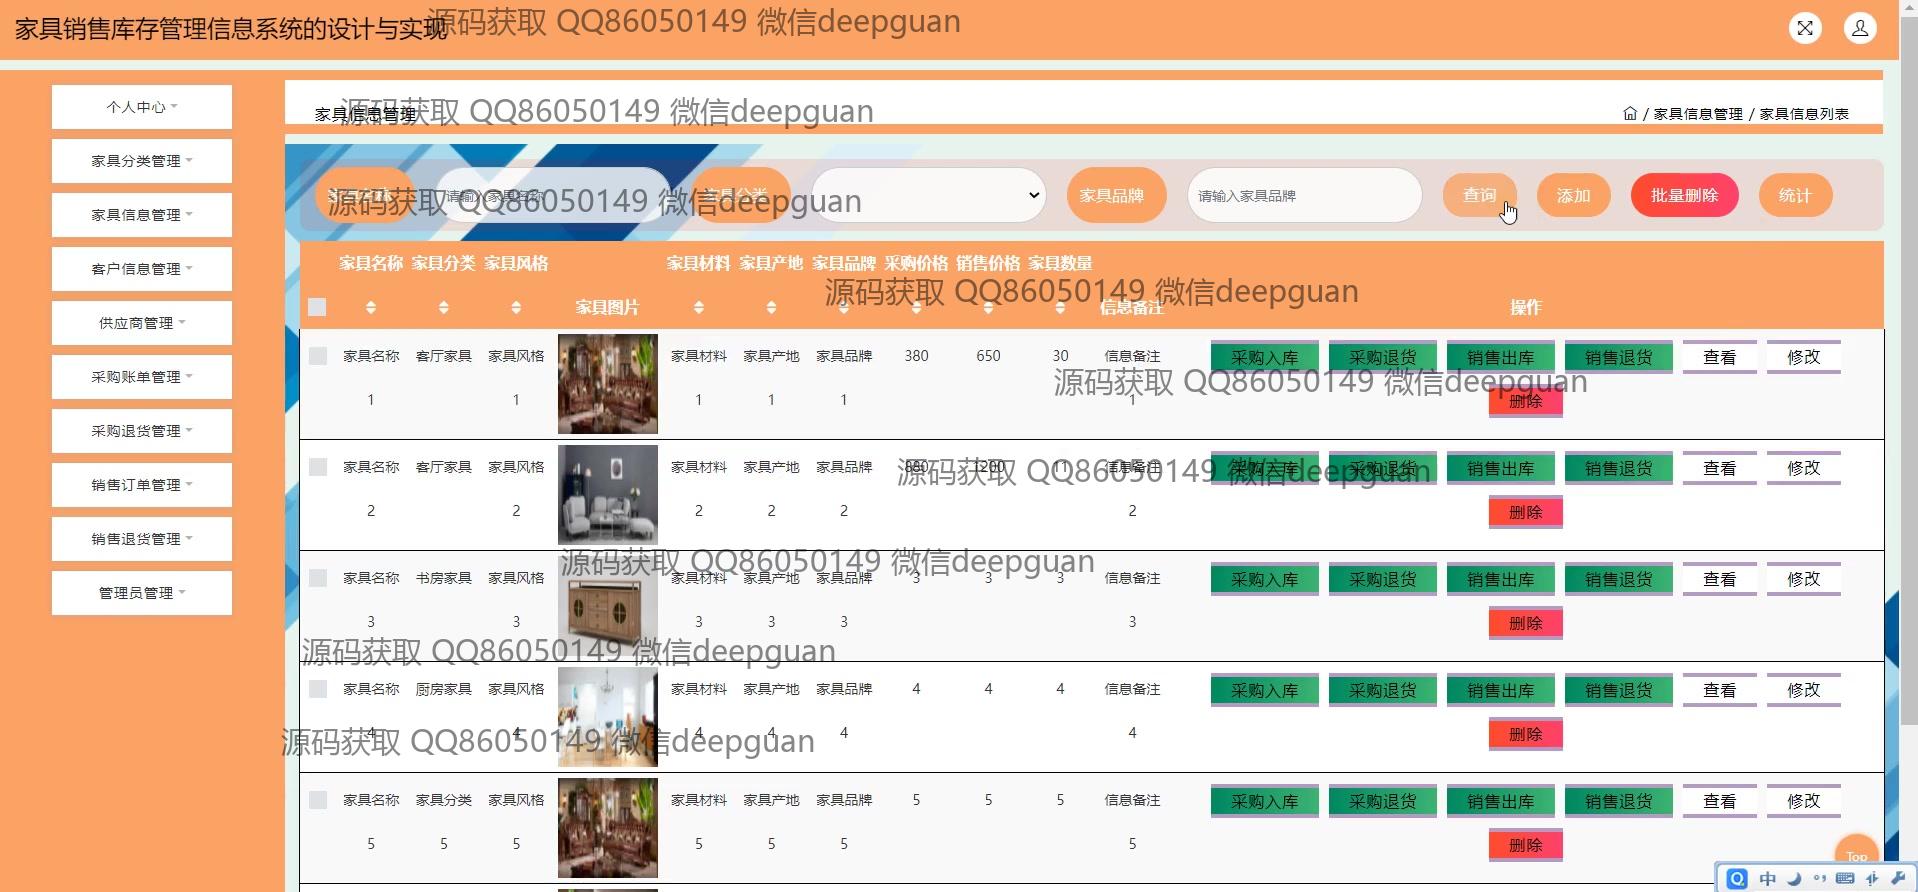 家具销售库存管理信息系统的设计与实现
源码获取 QQ86050149 微信deepguan
个人中心
家具分类管理
家具信息管理
客户信息管理
供应商管理
采购账单管理
采购退货管理
销售订单管理
销售退货管理
管理员管理
家具信息管理
源码获取 QQ86050149 微信deepguan
/ 家具信息管理 / 家具信息列表
家具名称 请输入家具名称 家具分类 家具品牌 请输入家具品牌 查询 添加 批量删除 统计
源码获取 QQ86050149 微信deepguan
家具名称 家具分类 家具风格 家具图片 家具材料 家具产地 家具品牌 采购价格 销售价格 家具数量 信息备注 操作
源码获取 QQ86050149 微信deepguan
家具名称 客厅家具 家具风格 家具材料 家具产地 家具品牌 380 650 30 信息备注 采购入库 采购退货 销售出库 销售退货 查看 修改
源码获取 QQ86050149 微信deepguan
1 1 1 1 1 1 删除
家具名称 客厅家具 家具风格 家具材料 家具产地 家具品牌 880 1200 11 信息备注 采购入库 采购退货 销售出库 销售退货 查看 修改
源码获取 QQ86050149 微信deepguan
2 2 2 2 2 2 删除
源码获取 QQ86050149 微信deepguan
家具名称 书房家具 家具风格 家具材料 家具产地 家具品牌 3 3 3 信息备注 采购入库 采购退货 销售出库 销售退货 查看 修改
3 3 3 3 3 3 删除
源码获取 QQ86050149 微信deepguan
家具名称 厨房家具 家具风格 家具材料 家具产地 家具品牌 4 4 4 信息备注 采购入库 采购退货 销售出库 销售退货 查看 修改
4 4 4 4 4 4 删除
源码获取 QQ86050149 微信deepguan
家具名称 家具分类 家具风格 家具材料 家具产地 家具品牌 5 5 5 信息备注 采购入库 采购退货 销售出库 销售退货 查看 修改
5 5 5 5 5 5 5 删除
Top
中